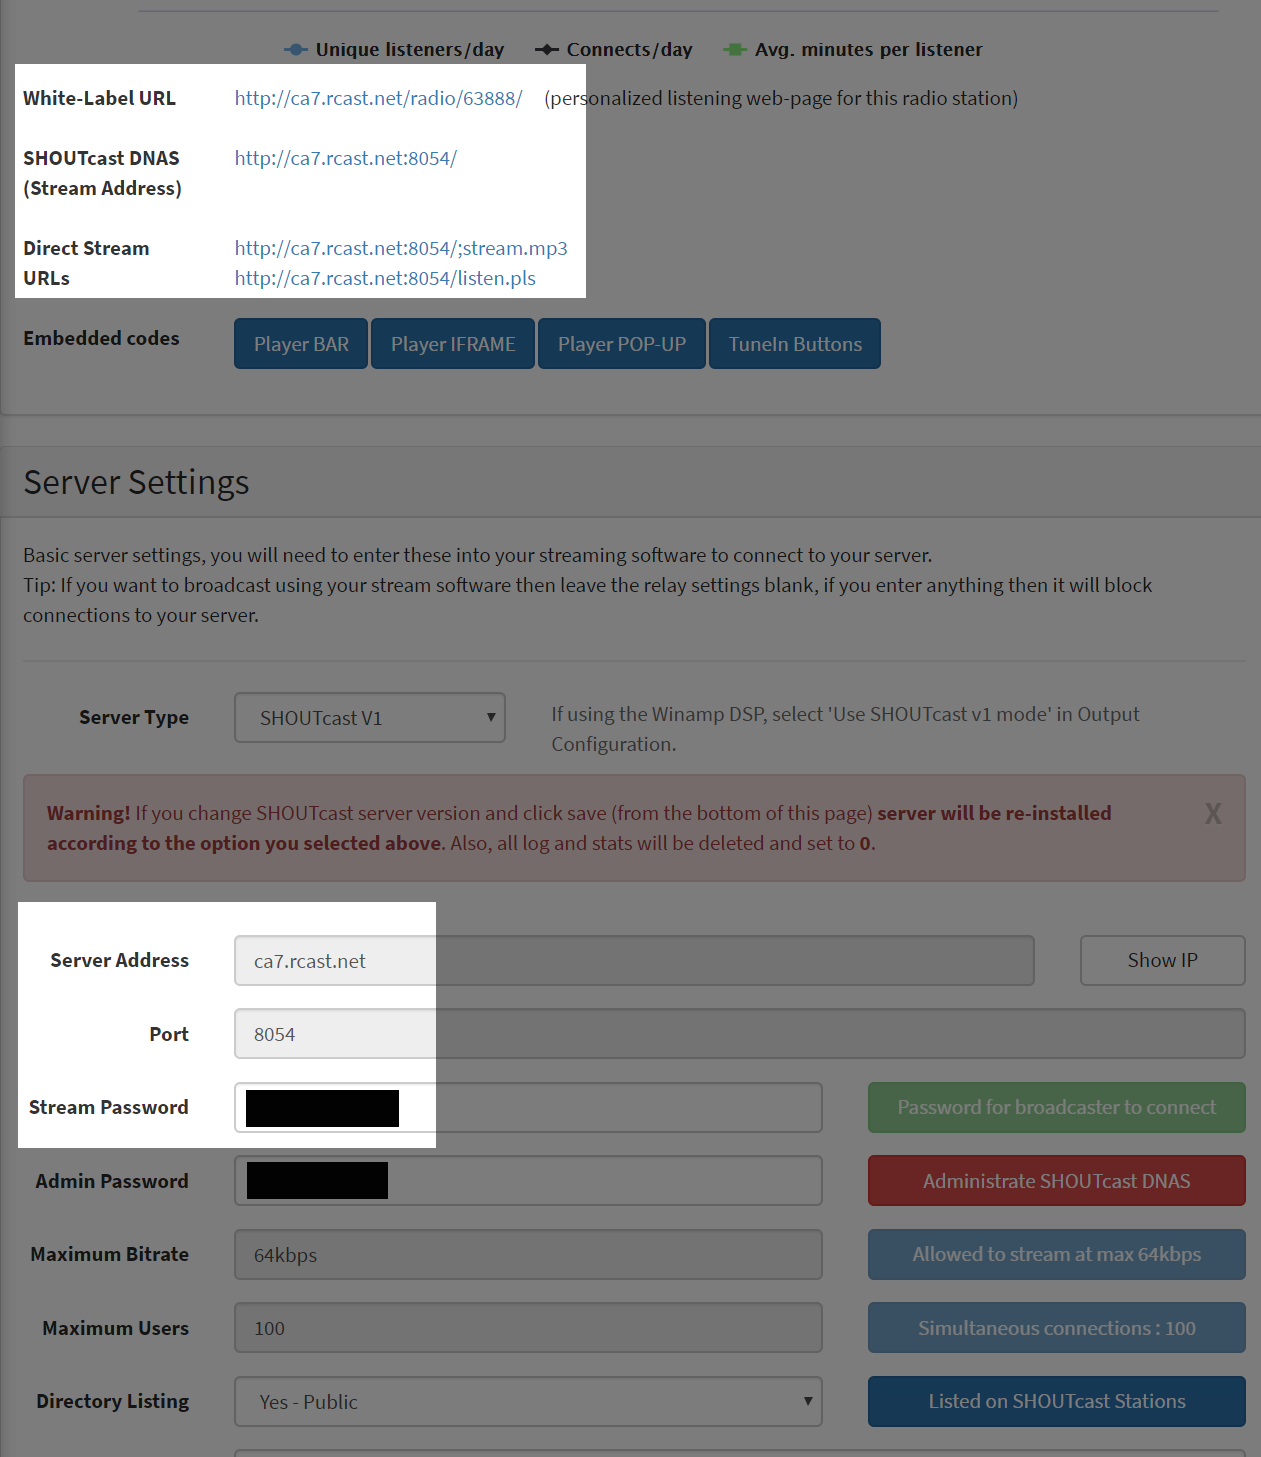 Unique listeners/day Connects/day Avg. minutes per listener
White-Label URL http://ca7.rcast.net/radio/63888/ (personalized listening web-page for this radio station)
SHOUTcast DNAS http://ca7.rcast.net:8054/
(Stream Address)
Direct Stream http://ca7.rcast.net:8054/;stream.mp3
URLs http://ca7.rcast.net:8054/listen.pls
Embedded codes Player BAR Player IFRAME Player POP-UP TuneIn Buttons
Server Settings
Basic server settings, you will need to enter these into your streaming software to connect to your server.
Tip: If you want to broadcast using your stream software then leave the relay settings blank, if you enter anything then it will block
connections to your server.
Server Type SHOUTcast V1 If using the Winamp DSP, select 'Use SHOUTcast v1 mode' in Output
Configuration.
Warning! If you change SHOUTcast server version and click save (from the bottom of this page) server will be re-installed X
according to the option you selected above. Also, all log and stats will be deleted and set to 0.
Server Address ca7.rcast.net Show IP
Port 8054
Stream Password Password for broadcaster to connect
Admin Password Administrate SHOUTcast DNAS
Maximum Bitrate 64kbps Allowed to stream at max 64kbps
Maximum Users 100 Simultaneous connections : 100
Directory Listing Yes - Public Listed on SHOUTcast Stations